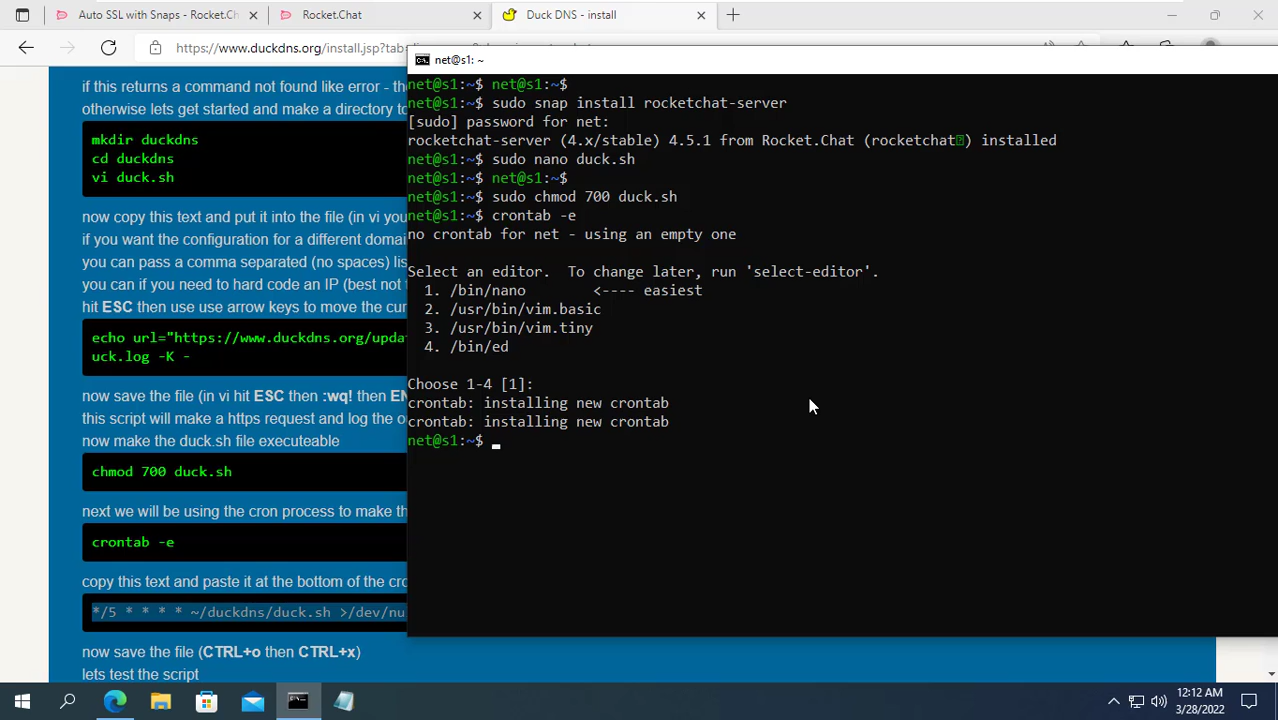 Auto SSL with Snaps - Rocket.Ch
Rocket.Chat
Duck DNS - install
https://www.duckdns.org/install.jsp?tab
net@s1: ~
if this returns a command not found like error - the
otherwise lets get started and make a directory to
mkdir duckdns
cd duckdns
vi duck.sh
now copy this text and put it into the file (in vi you
if you want the configuration for a different domai
you can pass a comma separated (no spaces) lis
you can if you need to hard code an IP (best not
hit ESC then use use arrow keys to move the cur
echo url="https://www.duckdns.org/upda
uck.log -K -
now save the file (in vi hit ESC then :wq! then EN
this script will make a https request and log the ou
now make the duck.sh file executeable
chmod 700 duck.sh
next we will be using the cron process to make th
crontab -e
copy this text and paste it at the bottom of the cro
*/5 * * * * ~/duckdns/duck.sh >/dev/nu
now save the file (CTRL+o then CTRL+x)
lets test the script
net@s1:~$ net@s1:~$
net@s1:~$ sudo snap install rocketchat-server
[sudo] password for net:
rocketchat-server (4.x/stable) 4.5.1 from Rocket.Chat (rocketchat) installed
net@s1:~$ sudo nano duck.sh
net@s1:~$ net@s1:~$
net@s1:~$ sudo chmod 700 duck.sh
net@s1:~$ crontab -e
no crontab for net - using an empty one
Select an editor. To change later, run 'select-editor'.
1. /bin/nano <---- easiest
2. /usr/bin/vim.basic
3. /usr/bin/vim.tiny
4. /bin/ed
Choose 1-4 [1]:
crontab: installing new crontab
crontab: installing new crontab
net@s1:~$
12:12 AM
3/28/2022